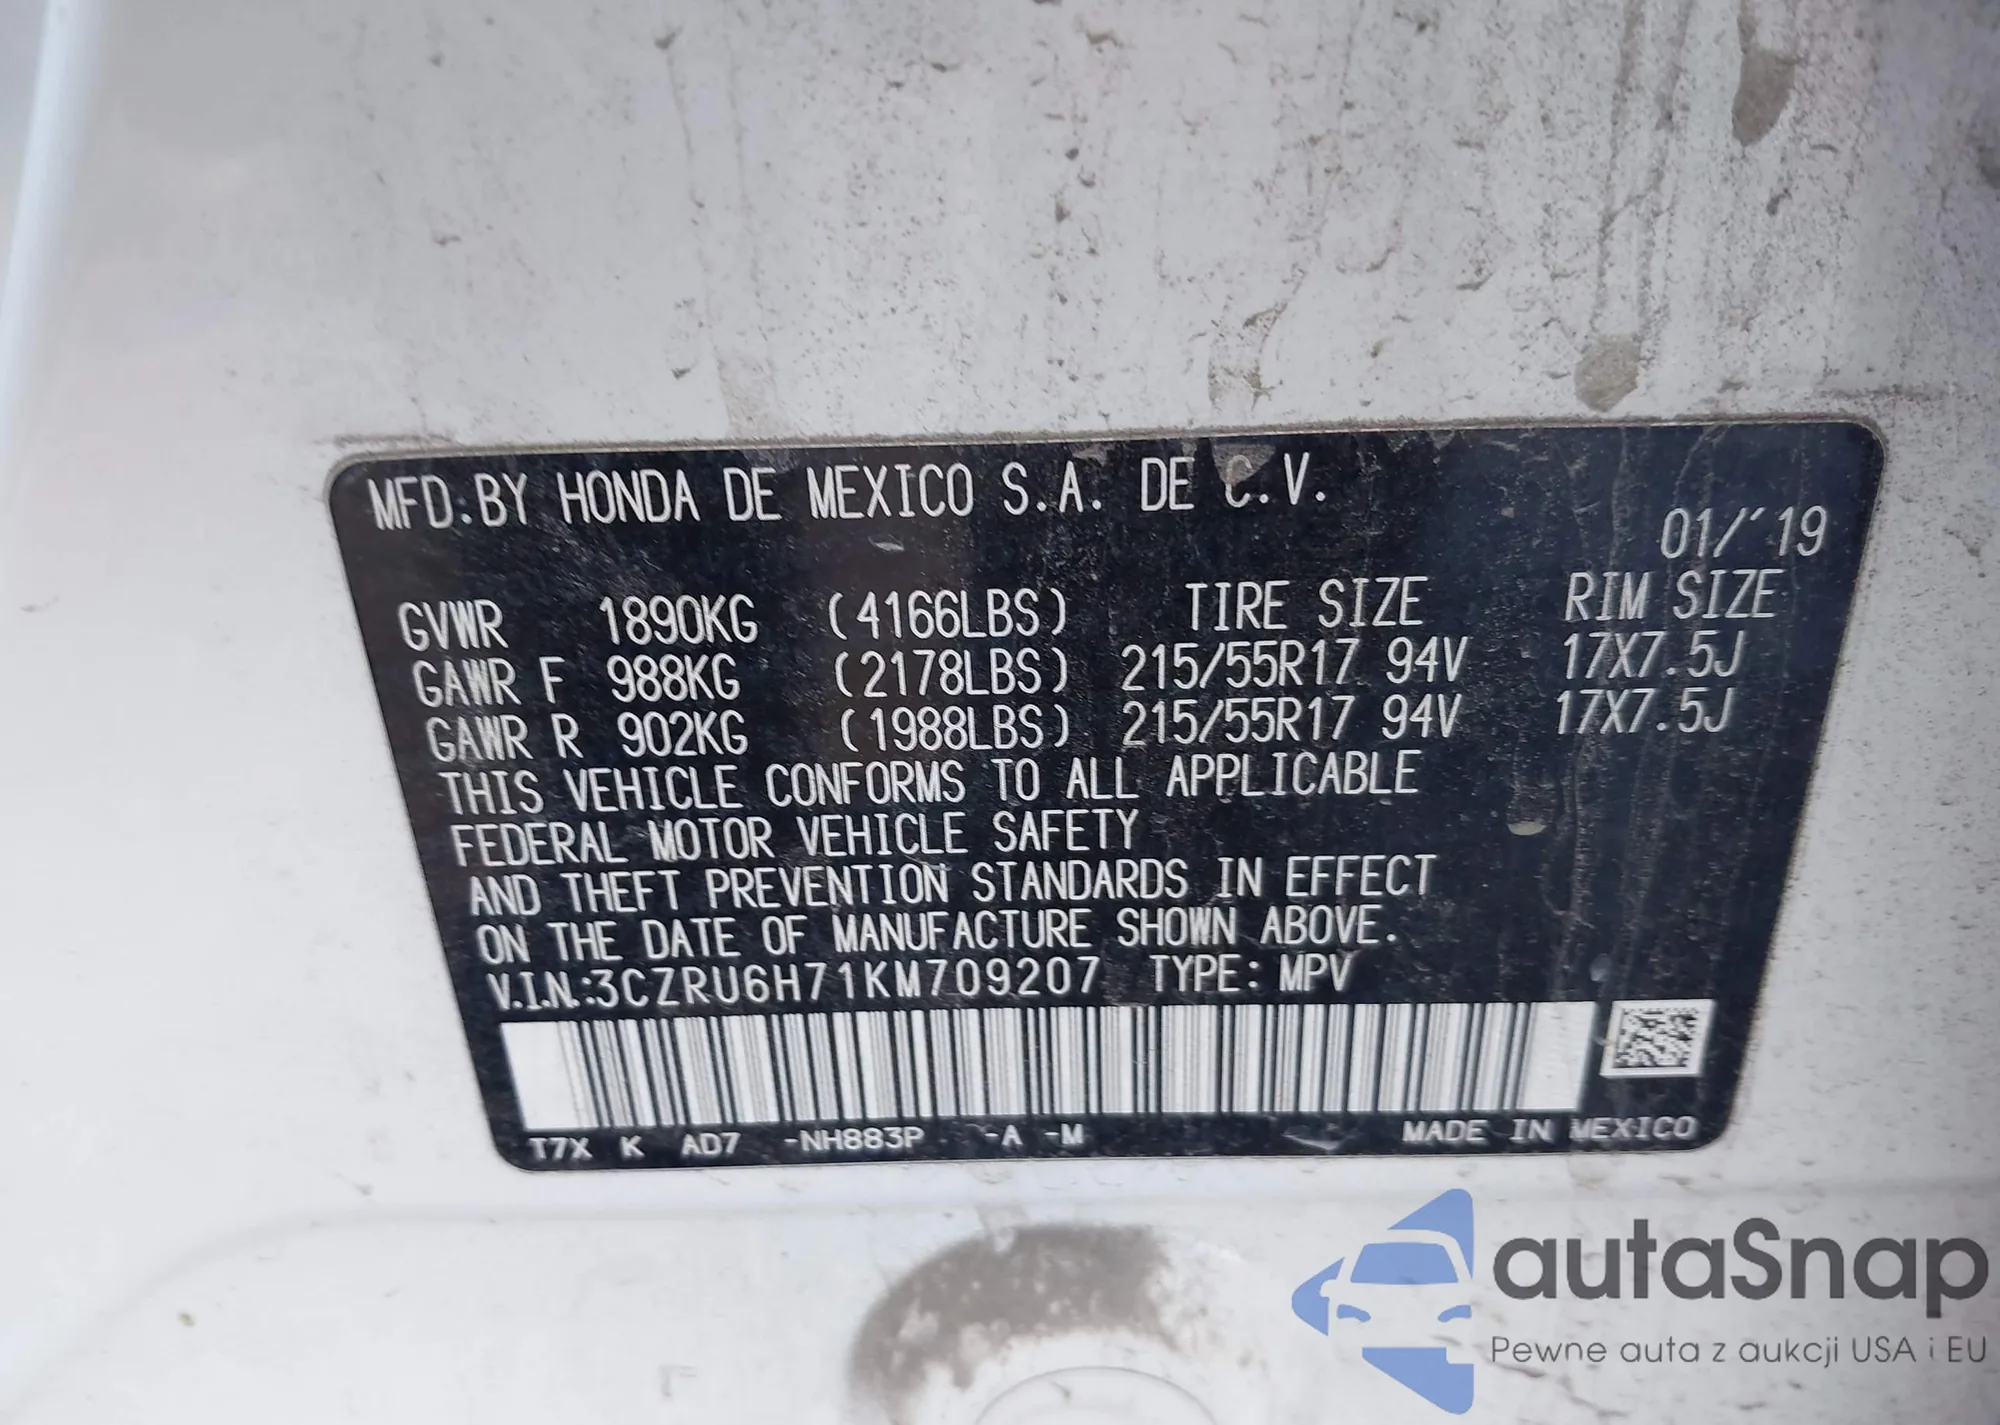 MFD.BY HONDA DE MEXICO S.A. DE C.V.
01/'19
GVWR 1890KG (4166LBS) TIRE SIZE RIM SIZE
GAWR F 988KG (2178LBS) 215/55R17 94V 17X7.5J
GAWR R 902KG (1988LBS) 215/55R17 94V 17X7.5J
THIS VEHICLE CONFORMS TO ALL APPLICABLE
FEDERAL MOTOR VEHICLE SAFETY
AND THEFT PREVENTION STANDARDS IN EFFECT
ON THE DATE OF MANUFACTURE SHOWN ABOVE.
V.I.N.:3CZRU6H71KM709207 TYPE: MPV
T7X K AD7 -NH883P -A -M MADE IN MEXICO
autaSnap
Pewne auta z aukcji USA i EU